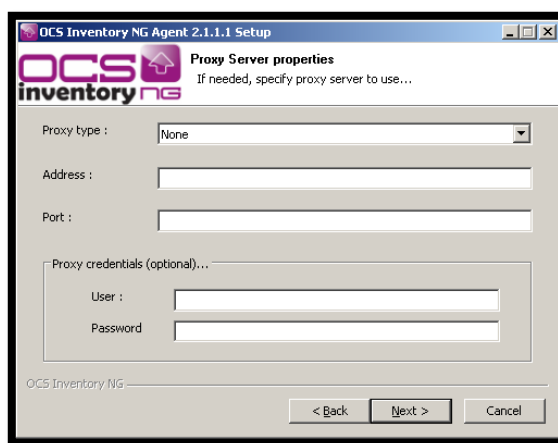 OCS Inventory NG Agent 2.1.1.1 Setup
OCS
inventory NG
Proxy Server properties
If needed, specify proxy server to use...
Proxy type :
None
Address :
Port :
Proxy credentials (optional)...
User :
Password
OCS Inventory NG
< Back
Next >
Cancel